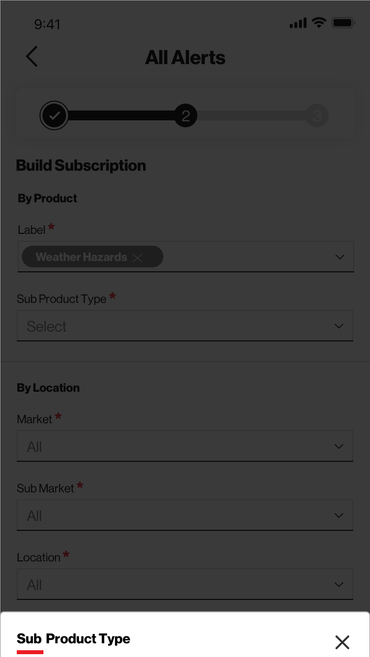 9:41
All Alerts
2
3
Build Subscription
By Product
Label *
Weather Hazards
Sub Product Type *
Select
By Location
Market *
All
Sub Market *
All
Location *
All
Sub Product Type